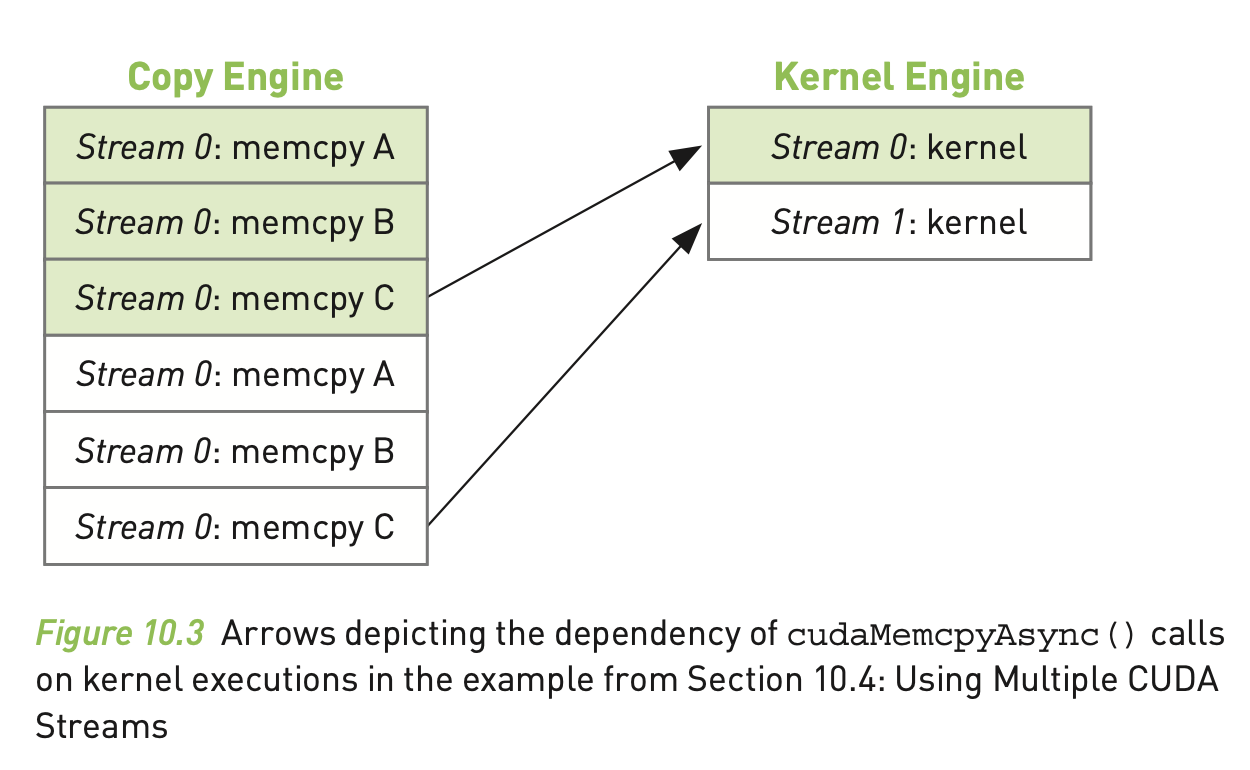 Copy Engine
Kernel Engine
Stream 0: memcpy A
Stream 0: memcpy B
Stream 0: memcpy C
Stream 0: memcpy A
Stream 0: memcpy B
Stream 0: memcpy C
Stream 0: kernel
Stream 1: kernel
Figure 10.3 Arrows depicting the dependency of cudaMemcpyAsync() calls
on kernel executions in the example from Section 10.4: Using Multiple CUDA
Streams